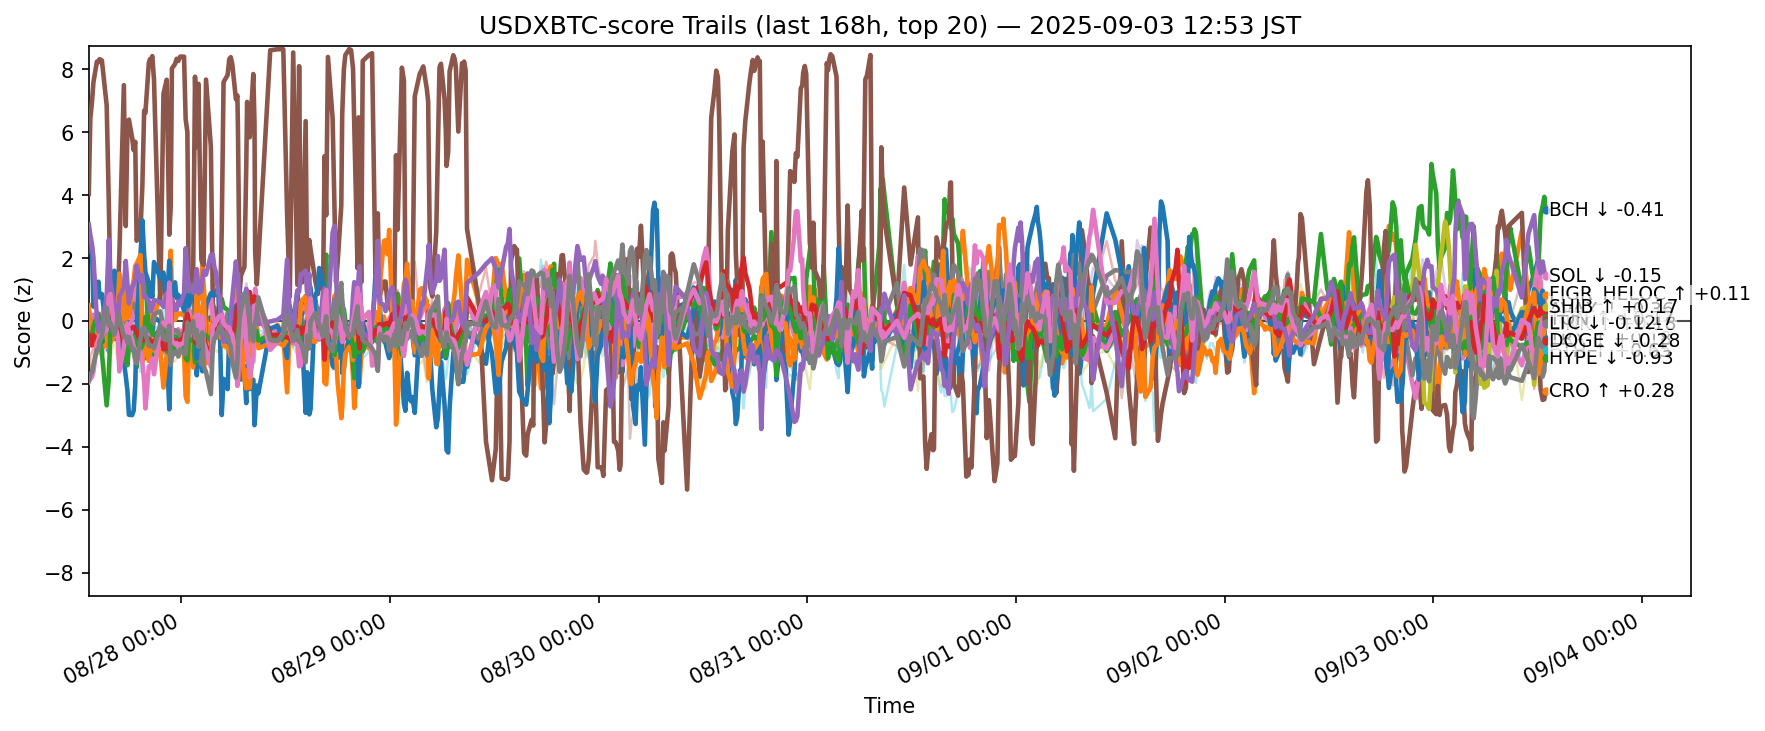 USDXBTC-score Trails (last 168h, top 20) — 2025-09-03 12:53 JST
Score (z)
8
6
4
2
0
−2
−4
−6
−8
BCH ↓ -0.41
SOL ↓ -0.15
FIGR_HELOC ↑ +0.11
SHIB ↑ +0.17
DOGE ↓ -0.28
HYPE ↓ -0.93
CRO ↑ +0.28
08/28 00:00
08/29 00:00
08/30 00:00
08/31 00:00
09/01 00:00
09/02 00:00
09/03 00:00
09/04 00:00
Time